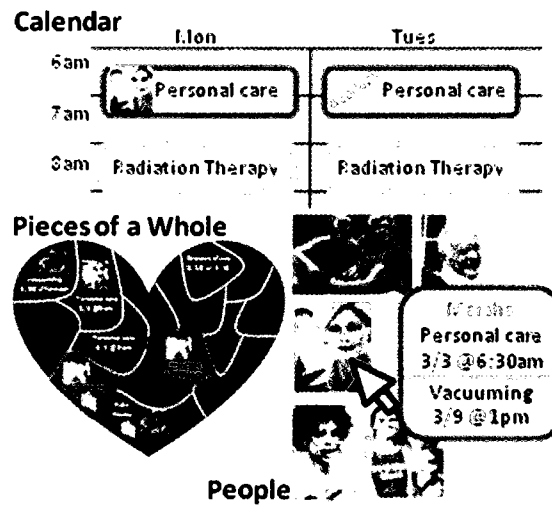 Calendar
Mon Tues
6am
Personal care Personal care
7am
8am Radiation Therapy Radiation Therapy
Pieces of a Whole
Personal care
3/3 @6:30am
Vacuuming
3/9 @1pm
People